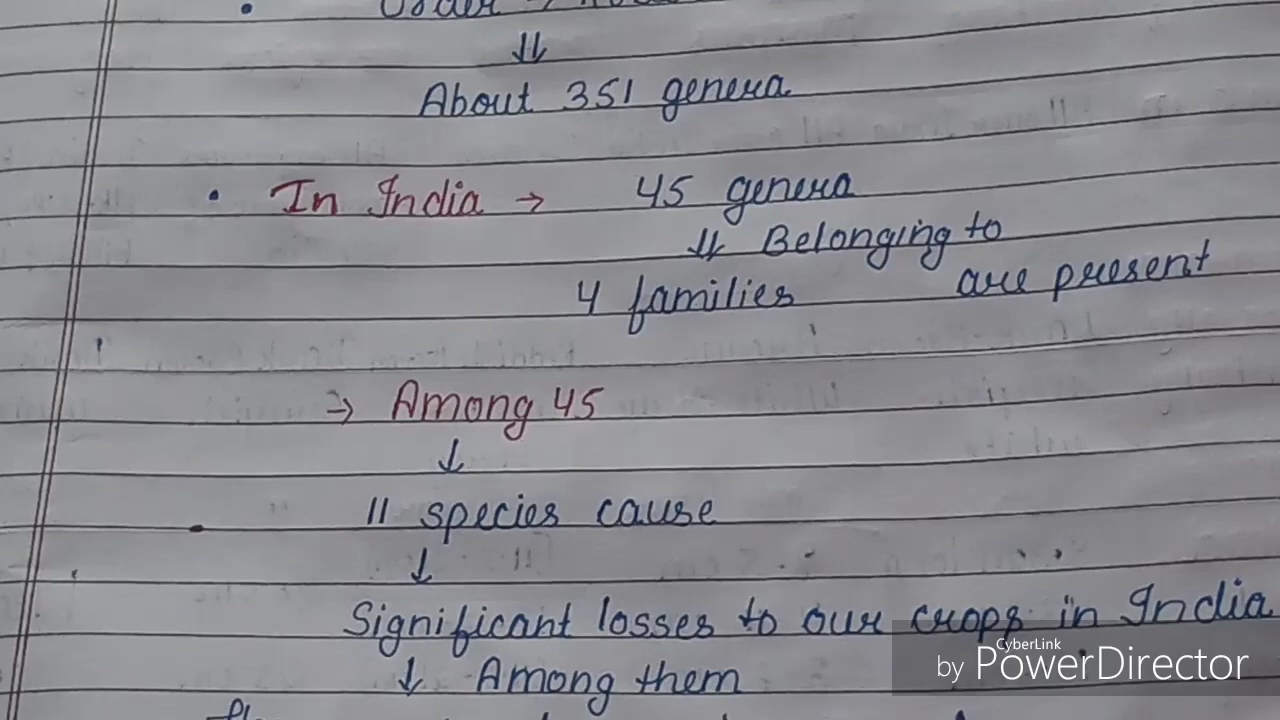 About 351 genera
• In India → 45 genera
⇓ Belonging to
4 families are present
→ Among 45
↓
11 species cause
↓
Significant losses to our crops in India
↓ Among them
CyberLink
by PowerDirector